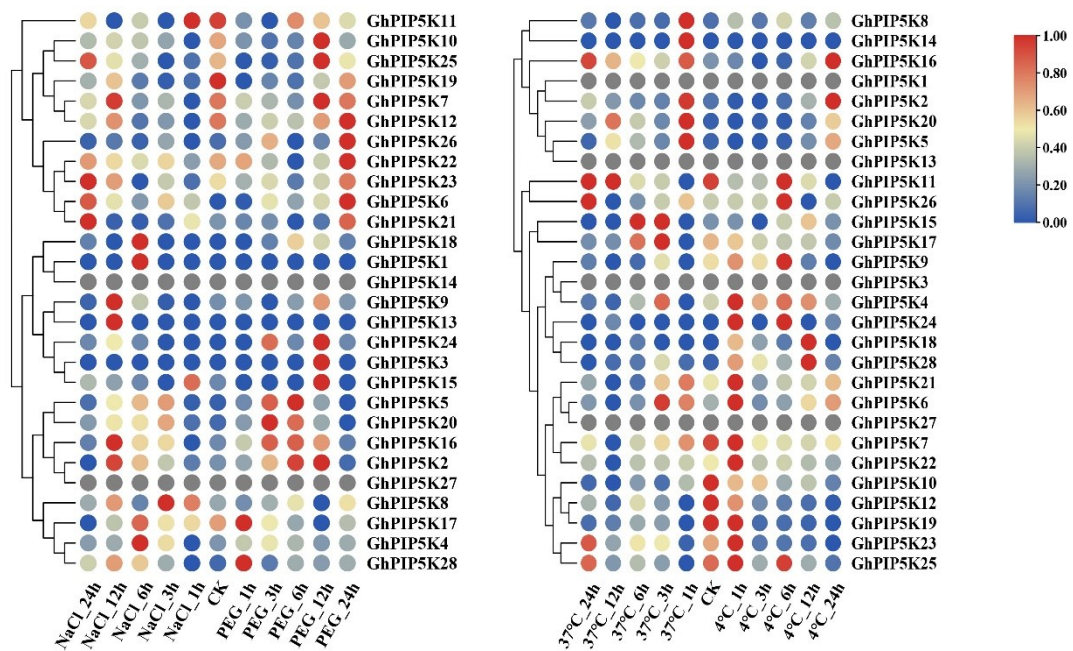 GhPIP5K11
GhPIP5K10
GhPIP5K25
GhPIP5K19
GhPIP5K7
GhPIP5K12
GhPIP5K26
GhPIP5K22
GhPIP5K23
GhPIP5K6
GhPIP5K21
GhPIP5K18
GhPIP5K1
GhPIP5K14
GhPIP5K9
GhPIP5K13
GhPIP5K24
GhPIP5K3
GhPIP5K15
GhPIP5K5
GhPIP5K20
GhPIP5K16
GhPIP5K2
GhPIP5K27
GhPIP5K8
GhPIP5K17
GhPIP5K4
GhPIP5K28
NaCl_24h
NaCl_12h
NaCl_6h
NaCl_3h
NaCl_1h
CK
PEG_1h
PEG_3h
PEG_6h
PEG_12h
PEG_24h
GhPIP5K8
GhPIP5K14
GhPIP5K16
GhPIP5K1
GhPIP5K2
GhPIP5K20
GhPIP5K5
GhPIP5K13
GhPIP5K11
GhPIP5K26
GhPIP5K15
GhPIP5K17
GhPIP5K9
GhPIP5K3
GhPIP5K4
GhPIP5K24
GhPIP5K18
GhPIP5K28
GhPIP5K21
GhPIP5K6
GhPIP5K27
GhPIP5K7
GhPIP5K22
GhPIP5K10
GhPIP5K12
GhPIP5K19
GhPIP5K23
GhPIP5K25
37°C_24h
37°C_12h
37°C_6h
37°C_3h
37°C_1h
CK
4°C_1h
4°C_3h
4°C_6h
4°C_12h
4°C_24h
1.00
0.80
0.60
0.40
0.20
0.00